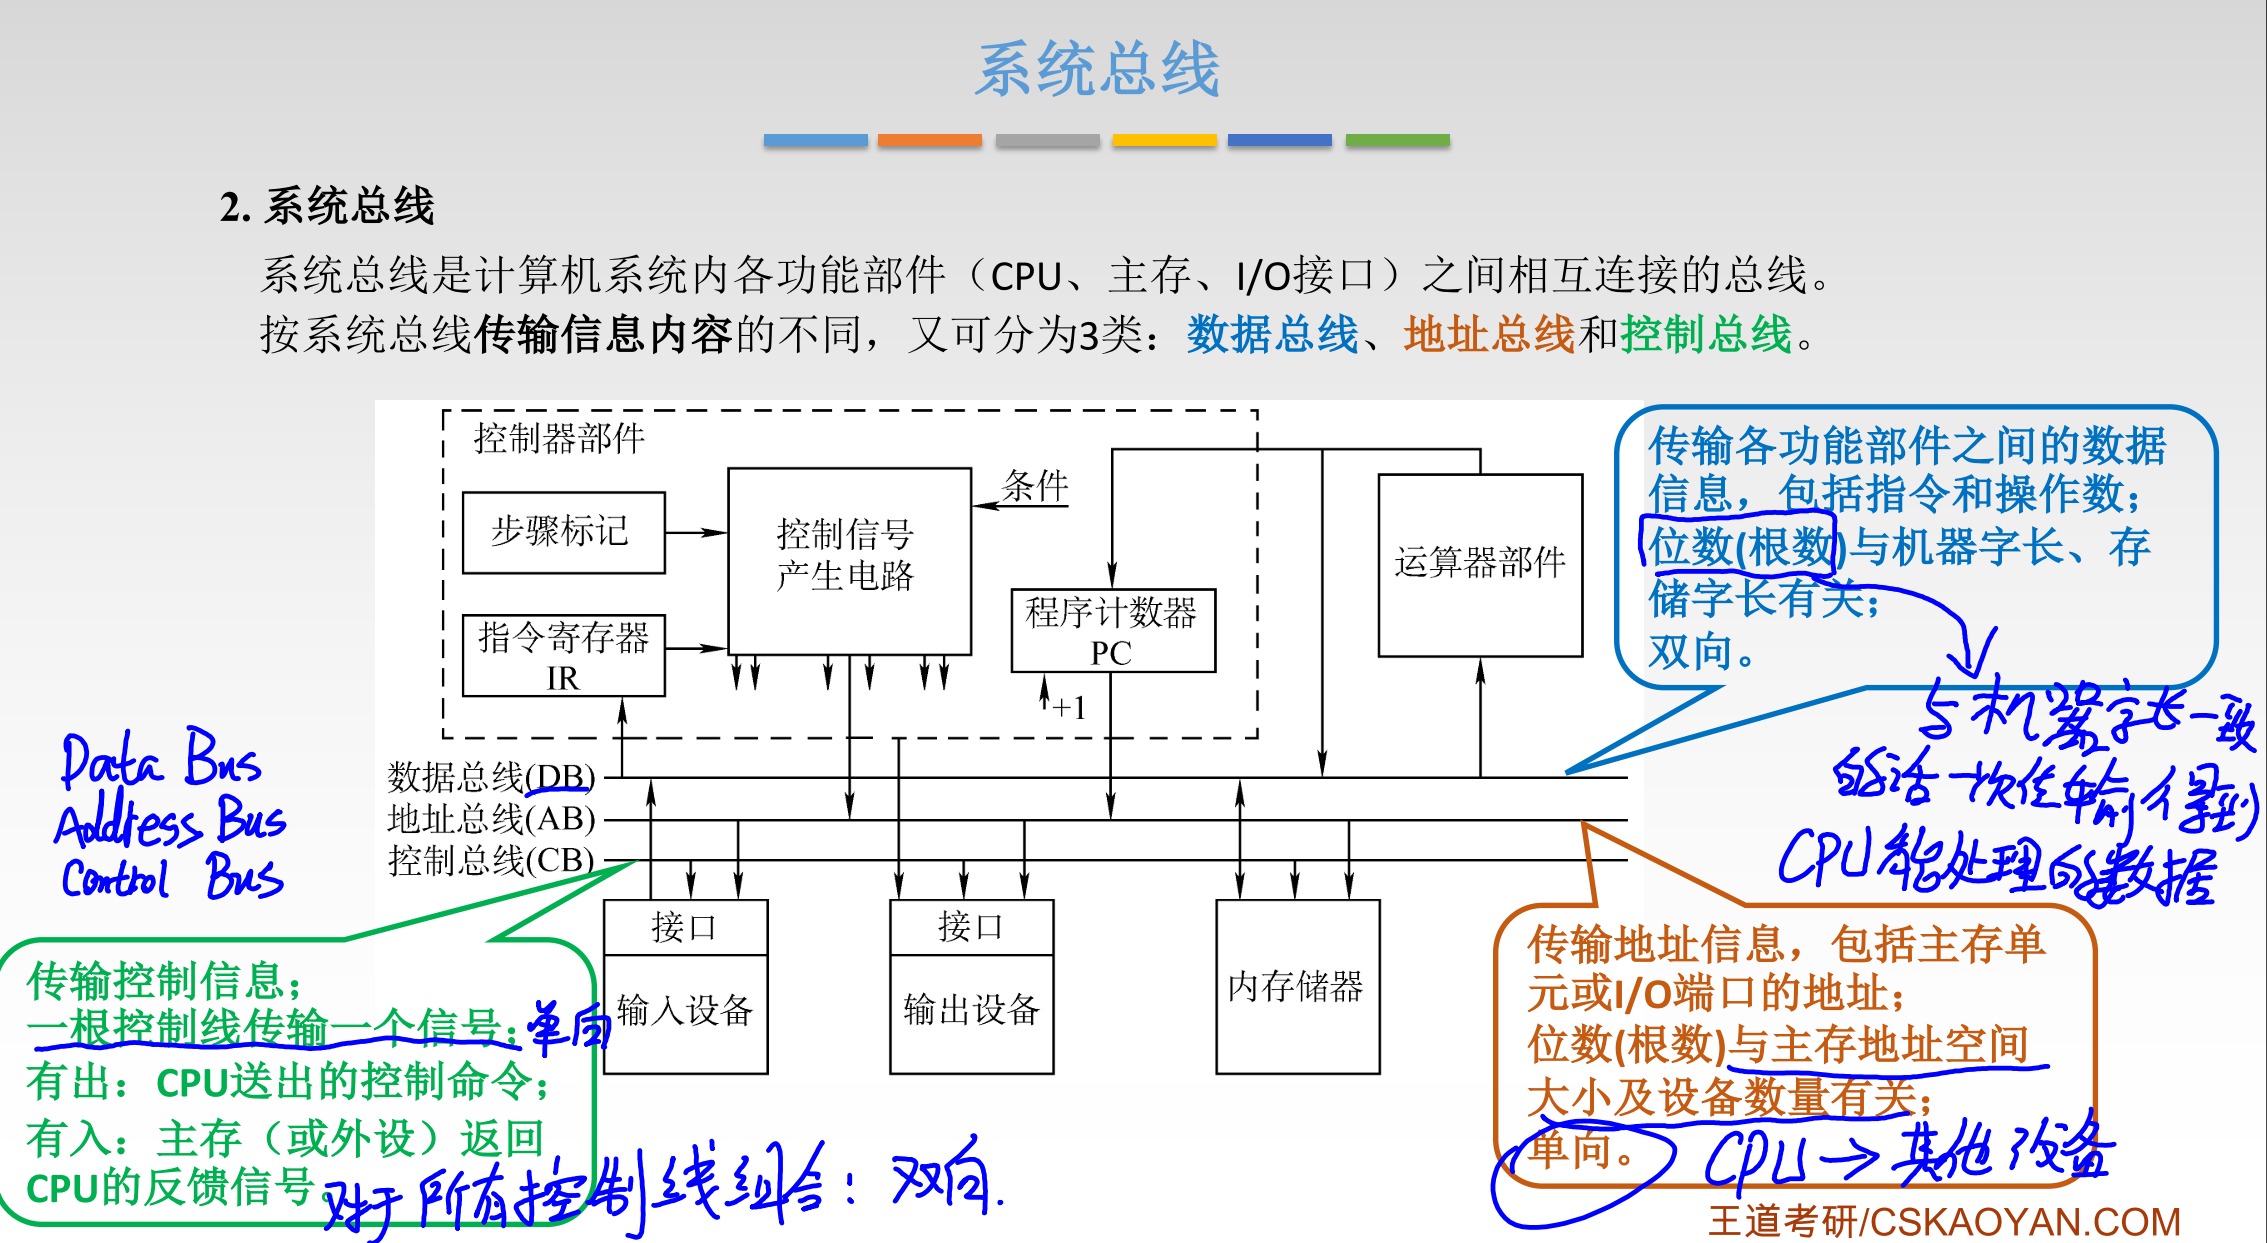 系统总线
2. 系统总线
系统总线是计算机系统内各功能部件（CPU、主存、I/O接口）之间相互连接的总线。
按系统总线传输信息内容的不同，又可分为3类：数据总线、地址总线和控制总线。
控制器部件
步骤标记
指令寄存器
IR
控制信号
产生电路
条件
程序计数器
PC
+1
运算器部件
数据总线(DB)
地址总线(AB)
控制总线(CB)
接口
输入设备
接口
输出设备
内存储器
传输各功能部件之间的数据
信息，包括指令和操作数；
位数(根数)与机器字长、存
储字长有关；
双向。
与机器字长一致
的话一次传输得到
CPU能处理的数据
Data Bus
Address Bus
Control Bus
传输控制信息；
一根控制线传输一个信号；单向
有出：CPU送出的控制命令；
有入：主存（或外设）返回
CPU的反馈信号。
对于所有控制线组合：双向.
传输地址信息，包括主存单
元或I/O端口的地址；
位数(根数)与主存地址空间
大小及设备数量有关；
单向。 CPU→其他设备
王道考研/CSKAOYAN.COM